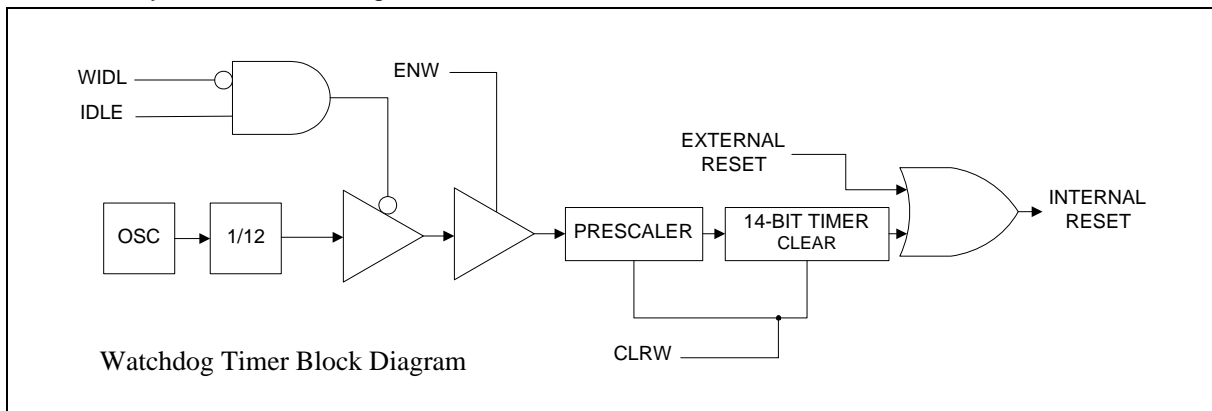 WIDL
IDLE
ENW
EXTERNAL
RESET
INTERNAL
RESET
OSC
1/12
PRESCALER
14-BIT TIMER
CLEAR
CLRW
Watchdog Timer Block Diagram